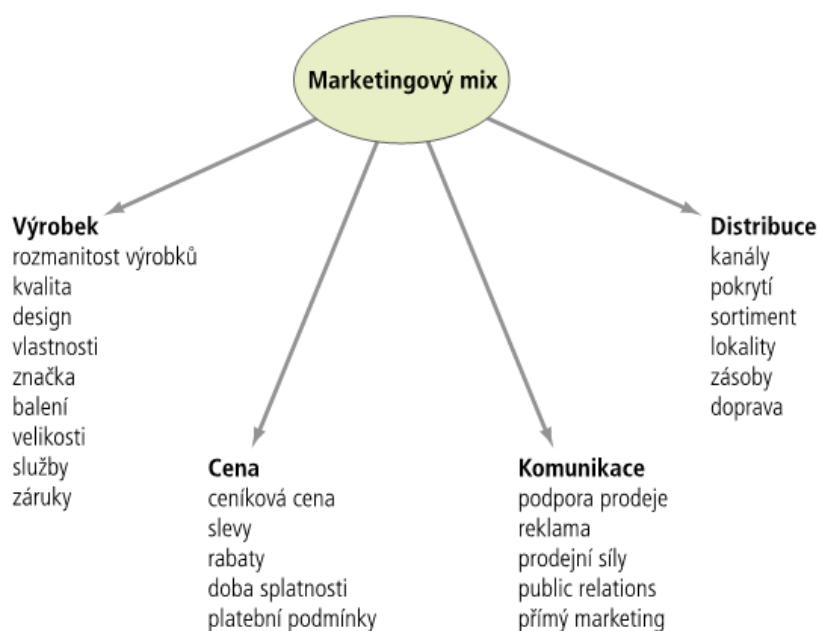 Marketingový mix
Výrobek
rozmanitost výrobků
kvalita
design
vlastnosti
značka
balení
velikosti
služby
záruky
Cena
ceníková cena
slevy
rabaty
doba splatnosti
platební podmínky
Komunikace
podpora prodeje
reklama
prodejní síly
public relations
přímý marketing
Distribuce
kanály
pokrytí
sortiment
lokality
zásoby
doprava